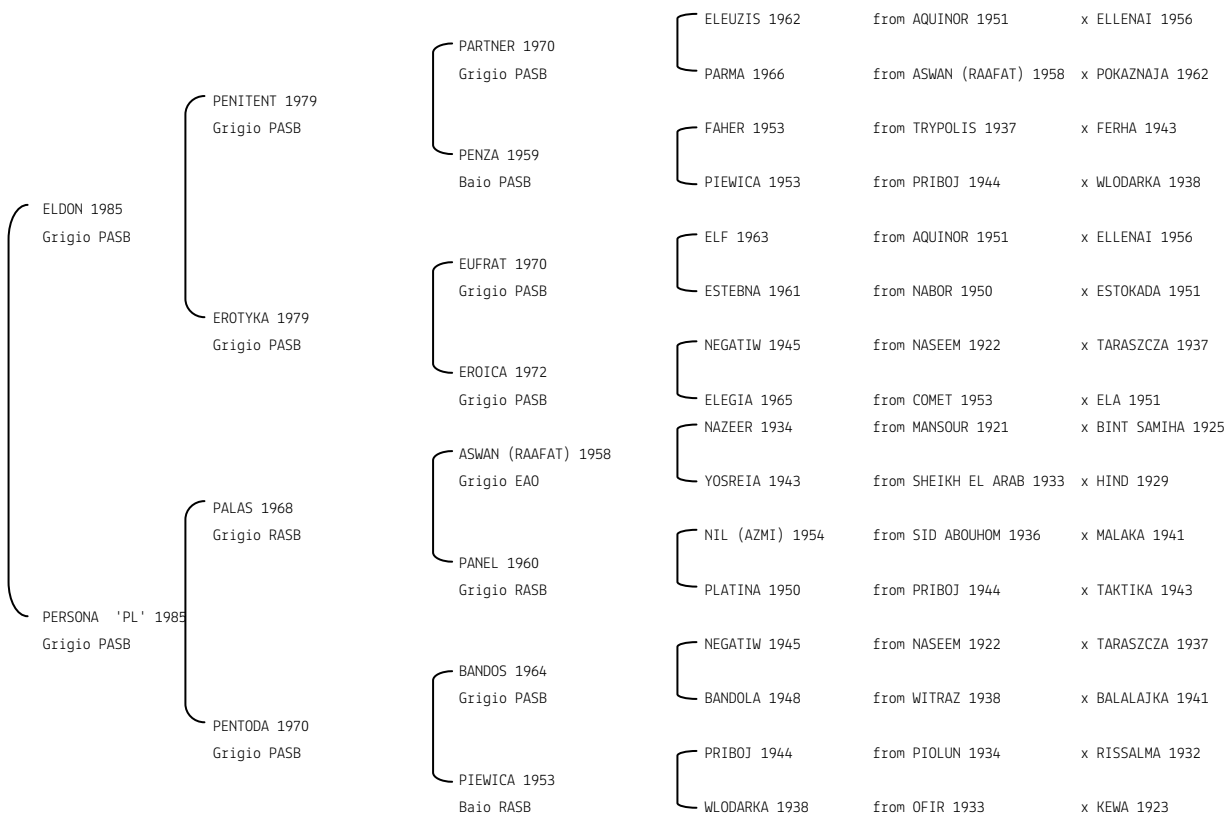 ELEUZIS 1962 from AQUINOR 1951 x ELLENAI 1956
PARTNER 1970
Grigio PASB PARMA 1966 from ASWAN (RAAFAT) 1958 x POKAZNAJA 1962
PENITENT 1979
Grigio PASB FAHER 1953 from TRYPOLIS 1937 x FERHA 1943
PENZA 1959
Baio PASB PIEWICA 1953 from PRIBOJ 1944 x WLODARKA 1938
ELDON 1985
Grigio PASB ELF 1963 from AQUINOR 1951 x ELLENAI 1956
EUFRAT 1970
Grigio PASB ESTEBNA 1961 from NABOR 1950 x ESTOKADA 1951
EROTYKA 1979
Grigio PASB NEGATIW 1945 from NASEEM 1922 x TARASZCZA 1937
EROICA 1972
Grigio PASB ELEGIA 1965 from COMET 1953 x ELA 1951
NAZEER 1934 from MANSOUR 1921 x BINT SAMIHA 1925
ASWAN (RAAFAT) 1958
Grigio EAO YOSREIA 1943 from SHEIKH EL ARAB 1933 x HIND 1929
PALAS 1968
Grigio RASB NIL (AZMI) 1954 from SID ABOUHOM 1936 x MALAKA 1941
PANEL 1960
Grigio RASB PLATINA 1950 from PRIBOJ 1944 x TAKTIKA 1943
PERSONA 'PL' 1985
Grigio PASB NEGATIW 1945 from NASEEM 1922 x TARASZCZA 1937
BANDOS 1964
Grigio PASB BANDOLA 1948 from WITRAZ 1938 x BALALAJKA 1941
PENTODA 1970
Grigio PASB PRIBOJ 1944 from PIOLUN 1934 x RISSALMA 1932
PIEWICA 1953
Baio RASB WLODARKA 1938 from OFIR 1933 x KEWA 1923